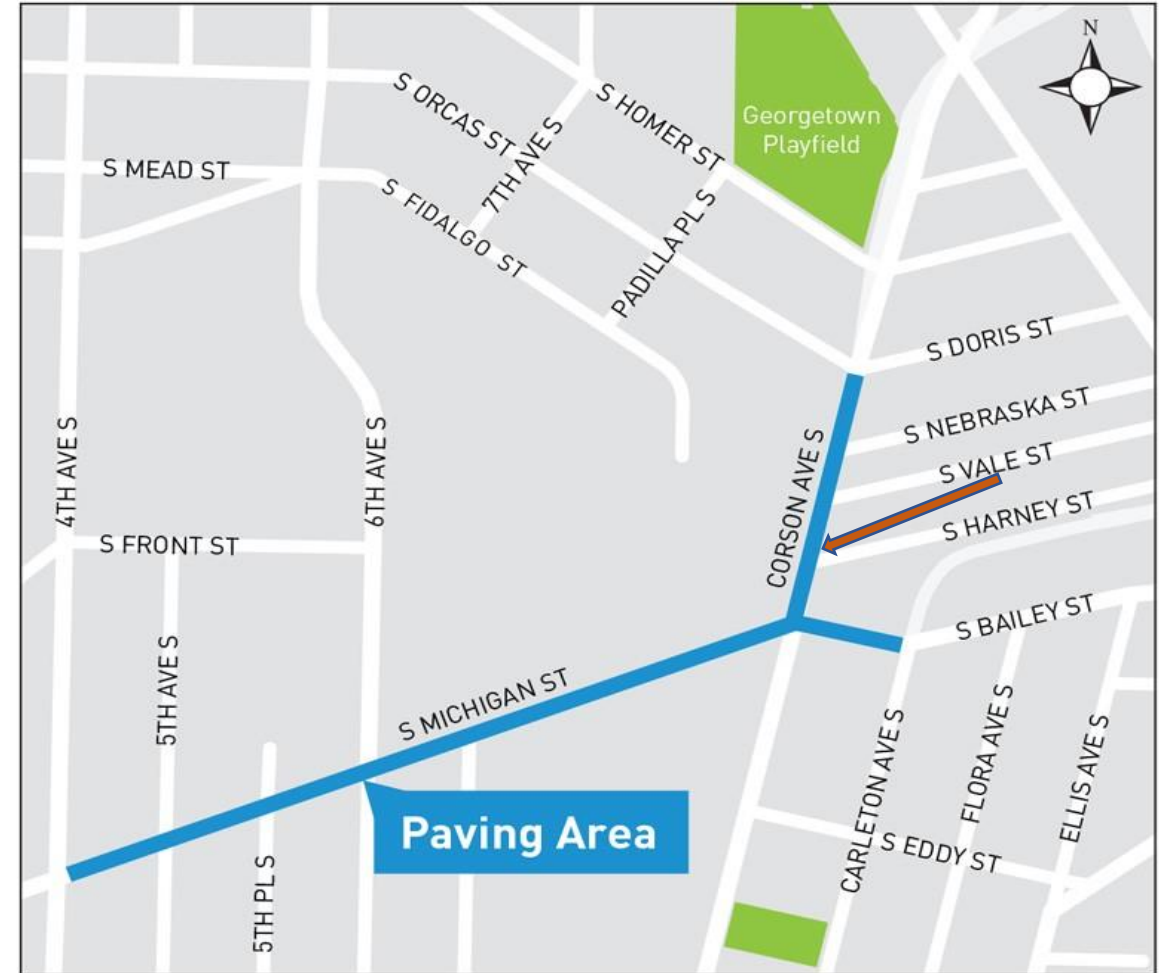 N
Georgetown
Playfield
S ORCAS ST
S HOMER ST
S MEAD ST
7TH AVE S
S FIDALGO ST
PADILLA PL S
S DORIS ST
S NEBRASKA ST
S VALE ST
S HARNEY ST
4TH AVE S
6TH AVE S
CORSON AVE S
S FRONT ST
S BAILEY ST
5TH AVE S
S MICHIGAN ST
CARLETON AVE S
FLORA AVE S
ELLIS AVE S
Paving Area
S EDDY ST
5TH PL S